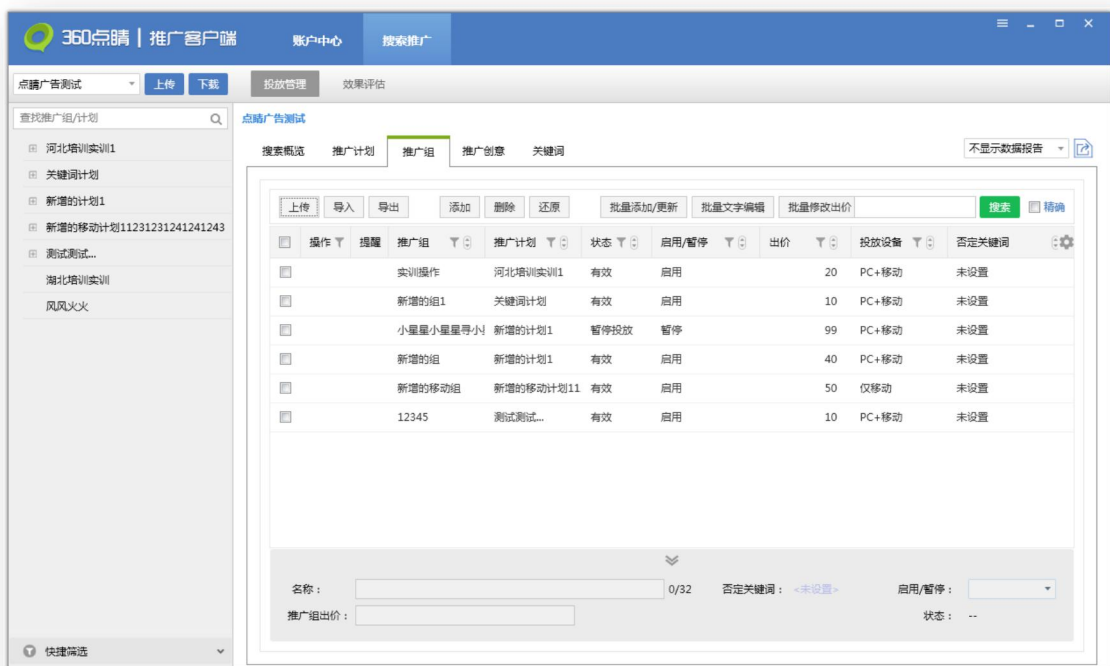 360点睛 | 推广客户端 账户中心 搜索推广
点睛广告测试 上传 下载 投放管理 效果评估
查找推广组/计划 点睛广告测试
河北培训实训1
关键词计划
新增的计划1
新增的移动计划11231231241241243
测试测试...
湖北培训实训
风风火火
搜索概览 推广计划 推广组 推广创意 关键词 不显示数据报告
上传 导入 导出 添加 删除 还原 批量添加/更新 批量文字编辑 批量修改出价 搜索 精确
操作 提醒 推广组 推广计划 状态 启用/暂停 出价 投放设备 否定关键词
实训操作 河北培训实训1 有效 启用 20 PC+移动 未设置
新增的组1 关键词计划 有效 启用 10 PC+移动 未设置
小星星小星星寻小 新增的计划1 暂停投放 暂停 99 PC+移动 未设置
新增的组 新增的计划1 有效 启用 40 PC+移动 未设置
新增的移动组 新增的移动计划11 有效 启用 50 仅移动 未设置
12345 测试测试... 有效 启用 10 PC+移动 未设置
名称： 0/32 否定关键词： <未设置> 启用/暂停：
推广组出价： 状态： --
快捷筛选